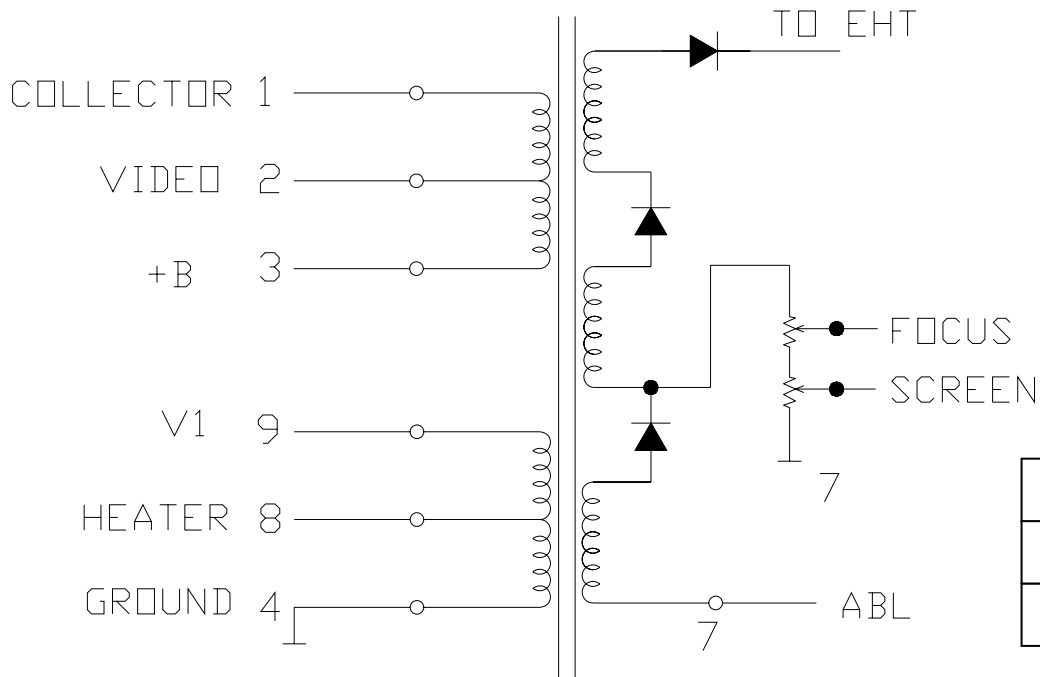 TO EHT
COLLECTOR 1
VIDEO 2
+B 3
FOCUS
SCREEN
V1 9
7
HEATER 8
GROUND 4
ABL
7